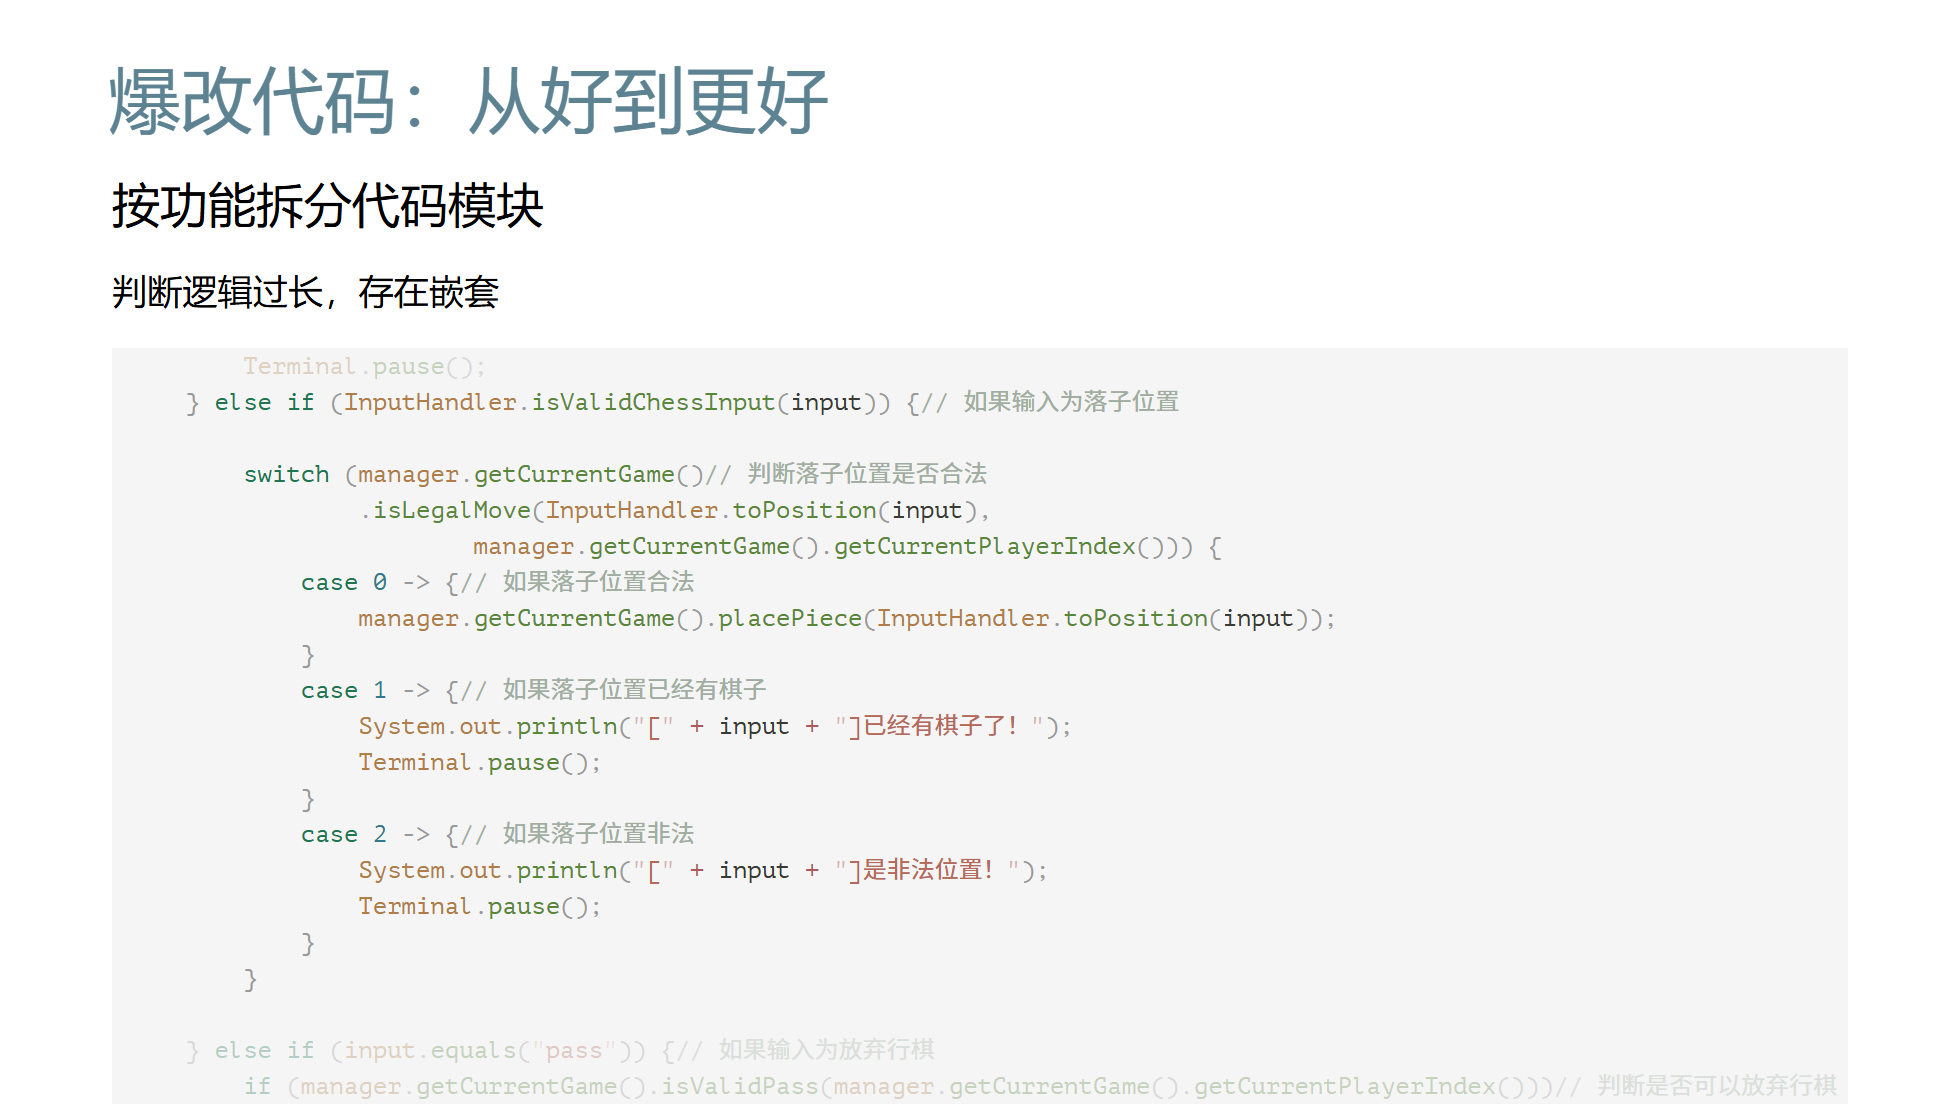 爆改代码：从好到更好
按功能拆分代码模块
判断逻辑过长，存在嵌套
Terminal.pause();
} else if (InputHandler.isValidChessInput(input)) {// 如果输入为落子位置
switch (manager.getCurrentGame()// 判断落子位置是否合法
.isLegalMove(InputHandler.toPosition(input),
manager.getCurrentGame().getCurrentPlayerIndex())) {
case 0 -> {// 如果落子位置合法
manager.getCurrentGame().placePiece(InputHandler.toPosition(input));
}
case 1 -> {// 如果落子位置已经有棋子
System.out.println("[" + input + "]已经有棋子了！");
Terminal.pause();
}
case 2 -> {// 如果落子位置非法
System.out.println("[" + input + "]是非法位置！");
Terminal.pause();
}
}
} else if (input.equals("pass")) {// 如果输入为放弃行棋
if (manager.getCurrentGame().isValidPass(manager.getCurrentGame().getCurrentPlayerIndex()))// 判断是否可以放弃行棋